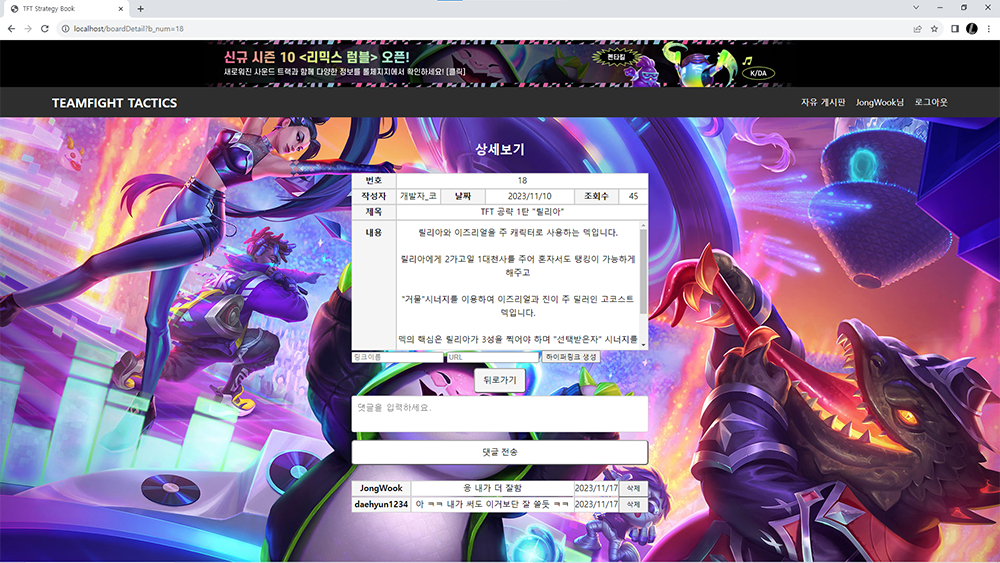 TFT Strategy Book
localhost/boardDetail?b_num=18
신규 시즌 10 <리믹스 럼블> 오픈!
새로워진 사운드 트랙과 함께 다양한 정보를 롤체지지에서 확인하세요! [클릭]
펜타킬
K/DA
TEAMFIGHT TACTICS 자유 게시판 JongWook님 로그아웃
상세보기
번호 18
작성자 개발자_코 날짜 2023/11/10 조회수 45
제목 TFT 공략 1탄 "릴리아"
내용 릴리아와 이즈리얼을 주 캐릭터로 사용하는 덱입니다.
릴리아에게 2가고일 1대천사를 주어 혼자서도 탱킹이 가능하게
해주고
"거물"시너지를 이용하여 이즈리얼과 진이 주 딜러인 고코스트
덱입니다.
덱의 핵심은 릴리아가 3성을 찍어야 하며 "선택받은자" 시너지를
링크이름 URL 하이퍼링크 생성
뒤로가기
댓글을 입력하세요.
댓글 전송
JongWook 응 내가 더 잘함 2023/11/17 삭제
daehyun1234 아 ㅋㅋ 내가 써도 이거보단 잘 쓸듯 ㅋㅋ 2023/11/17 삭제